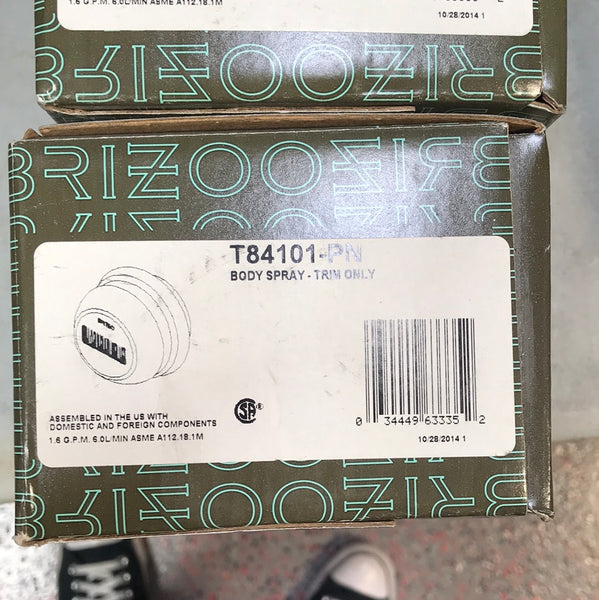 1.6 G.P.M. 6.0L/MIN ASME A112.18.1M
10/28/2014 1
BRIZO
T84101-PN
BODY SPRAY - TRIM ONLY
BRIZO
ASSEMBLED IN THE US WITH
DOMESTIC AND FOREIGN COMPONENTS
1.6 G.P.M. 6.0L/MIN ASME A112.18.1M
SA®
0 34449 63335 2
10/28/2014 1